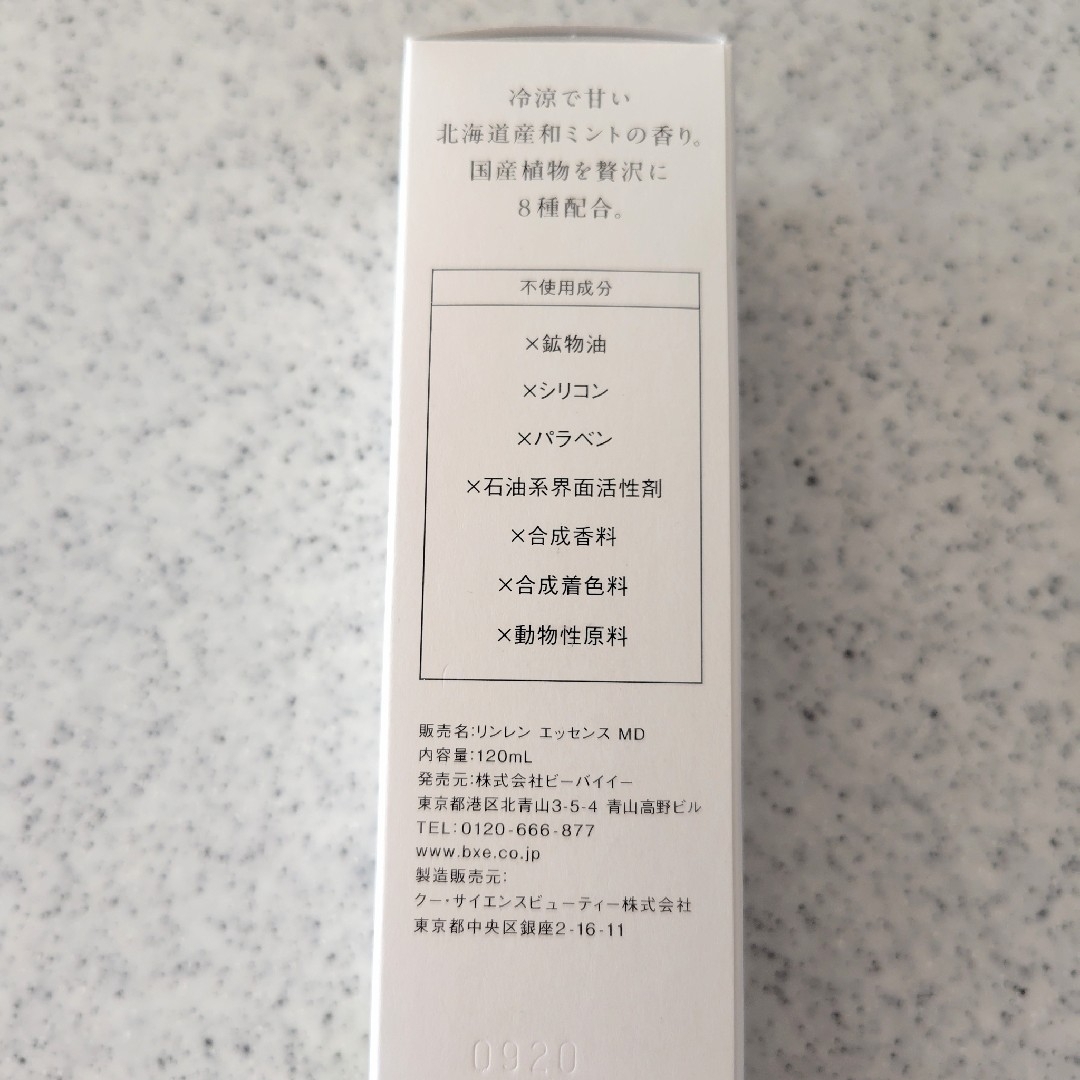 冷涼で甘い
北海道産和ミントの香り。
国産植物を贅沢に
8種配合。
不使用成分
×鉱物油
×シリコン
×パラベン
×石油系界面活性剤
×合成香料
×合成着色料
×動物性原料
販売名:リンレン エッセンス MD
内容量:120mL
発売元:株式会社ビーバイイー
東京都港区北青山3-5-4 青山高野ビル
TEL:0120-666-877
www.bxe.co.jp
製造販売元:
クー・サイエンスビューティー株式会社
東京都中央区銀座2-16-11
0920